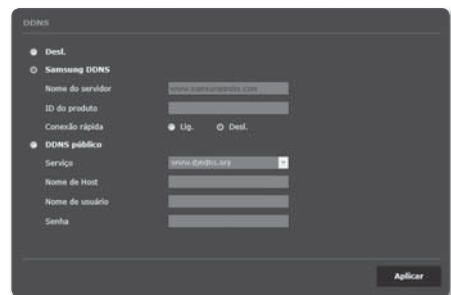 DDNS
Desl.
Samsung DDNS
Nome do servidor www.samsungddns.com
ID do produto
Conexão rápida Lig. Desl.
DDNS público
Serviço www.dyndns.org
Nome de Host
Nome de usuário
Senha
Aplicar